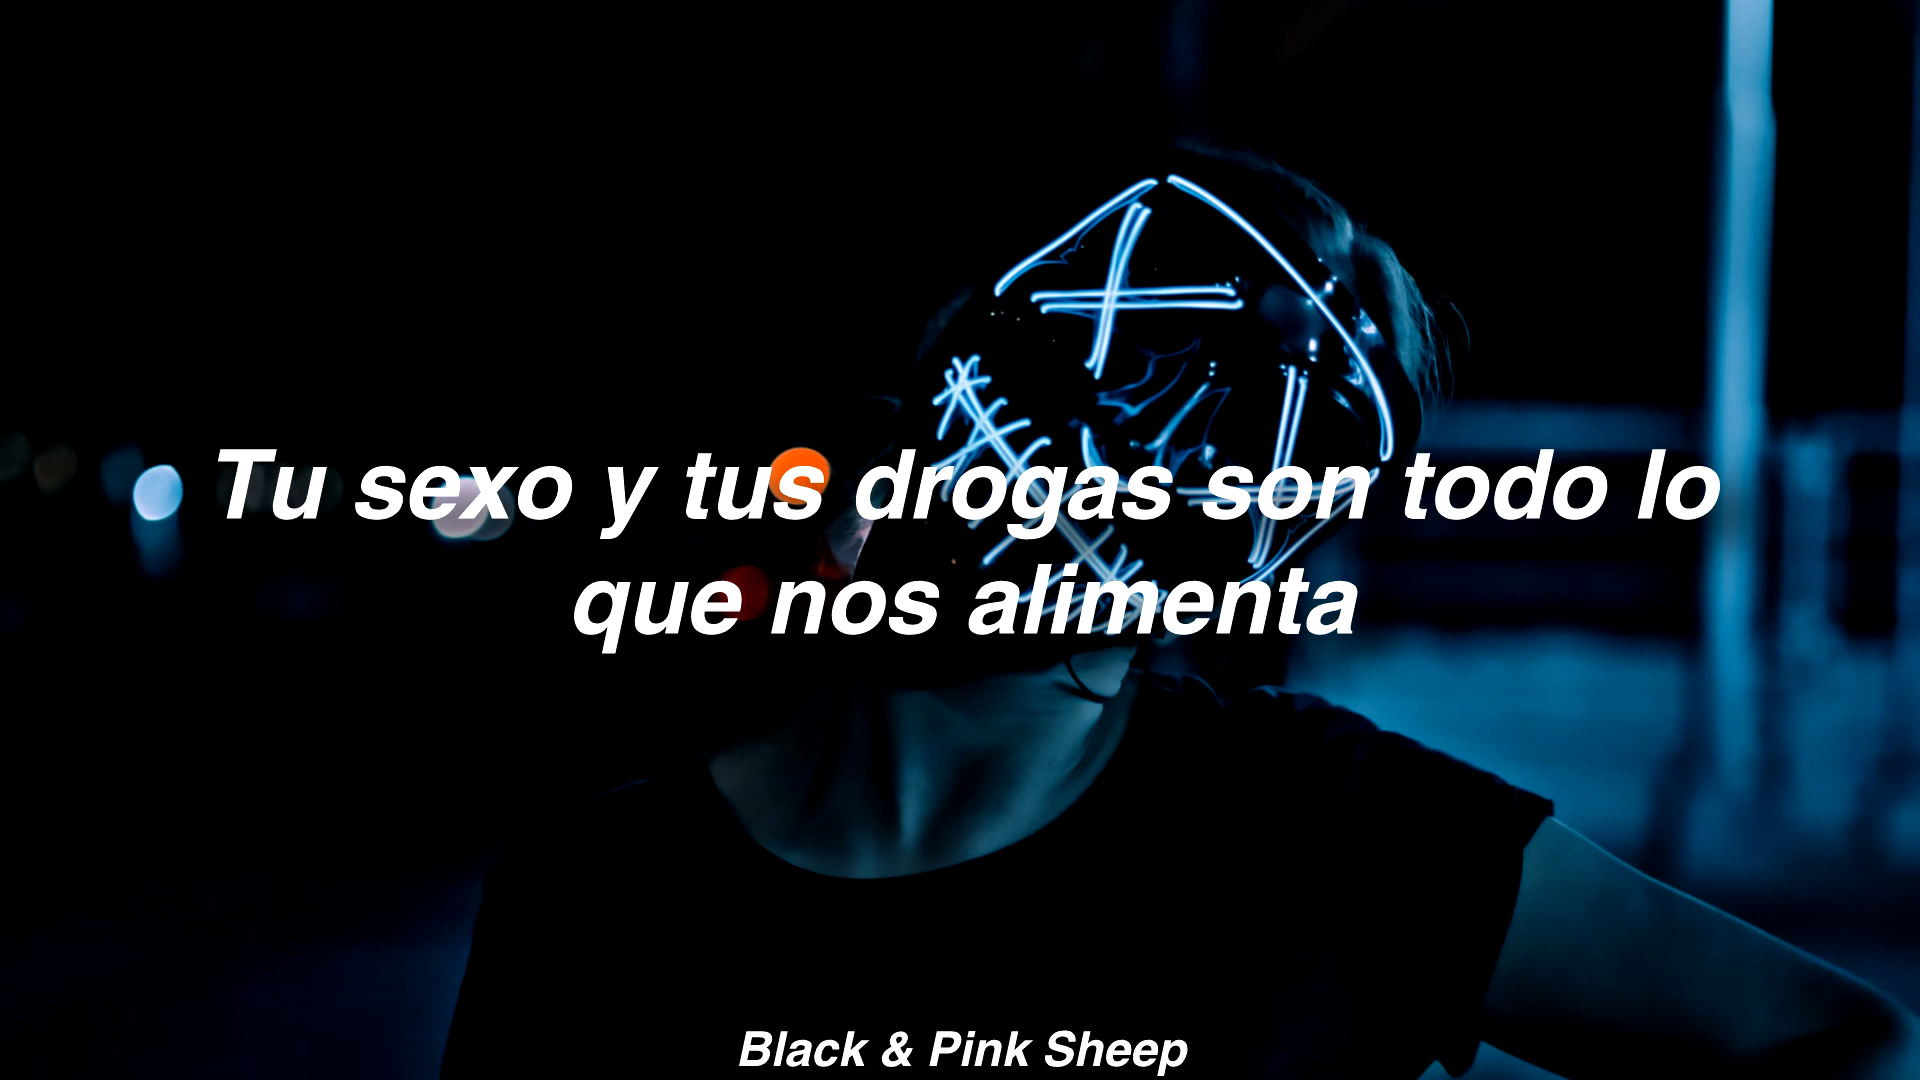 Tu sexo y tus drogas son todo lo
que nos alimenta
Black & Pink Sheep